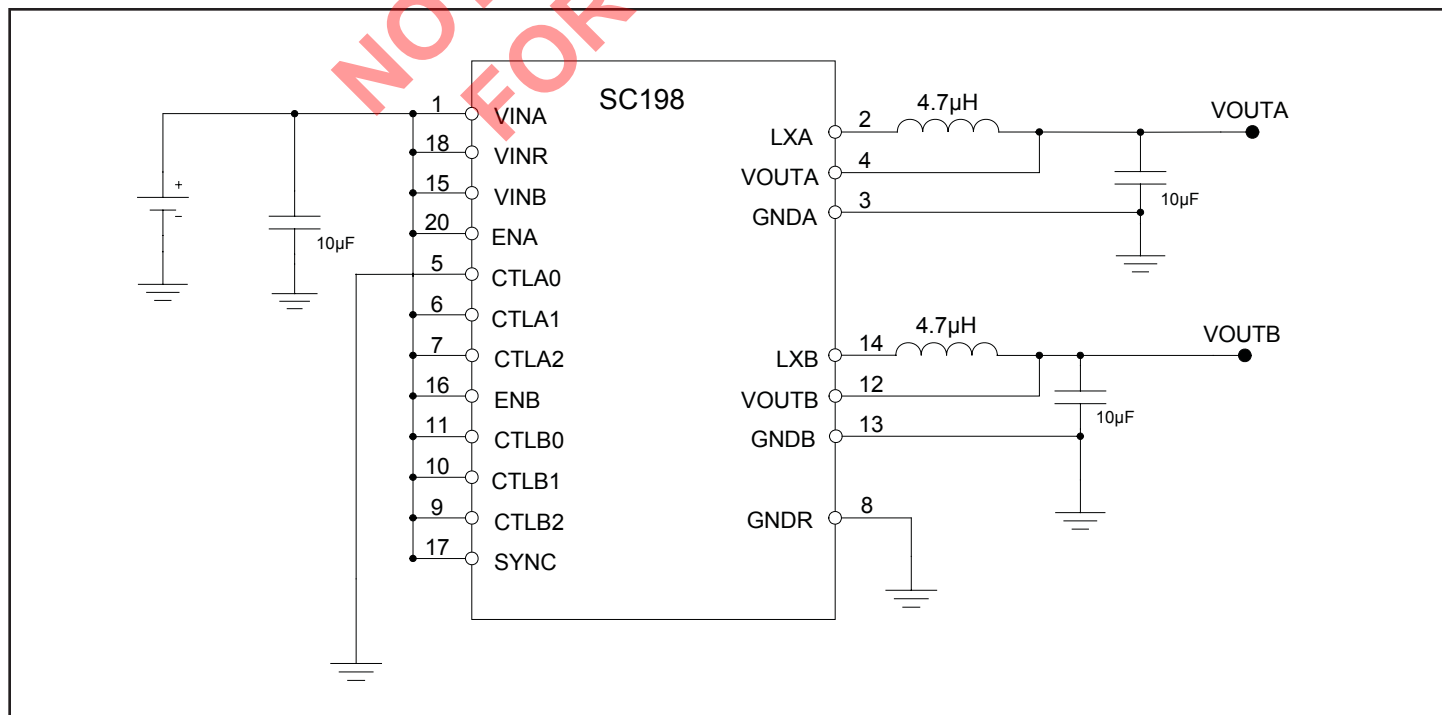 NOT
FOR
SC198
1 VINA
18 VINR
15 VINB
20 ENA
5 CTLA0
6 CTLA1
7 CTLA2
16 ENB
11 CTLB0
10 CTLB1
9 CTLB2
17 SYNC
+
-
10µF
LXA 2 4.7µH VOUTA
VOUTA 4
GNDA 3
10µF
LXB 14 4.7µH VOUTB
VOUTB 12
GNDB 13
10µF
GNDR 8